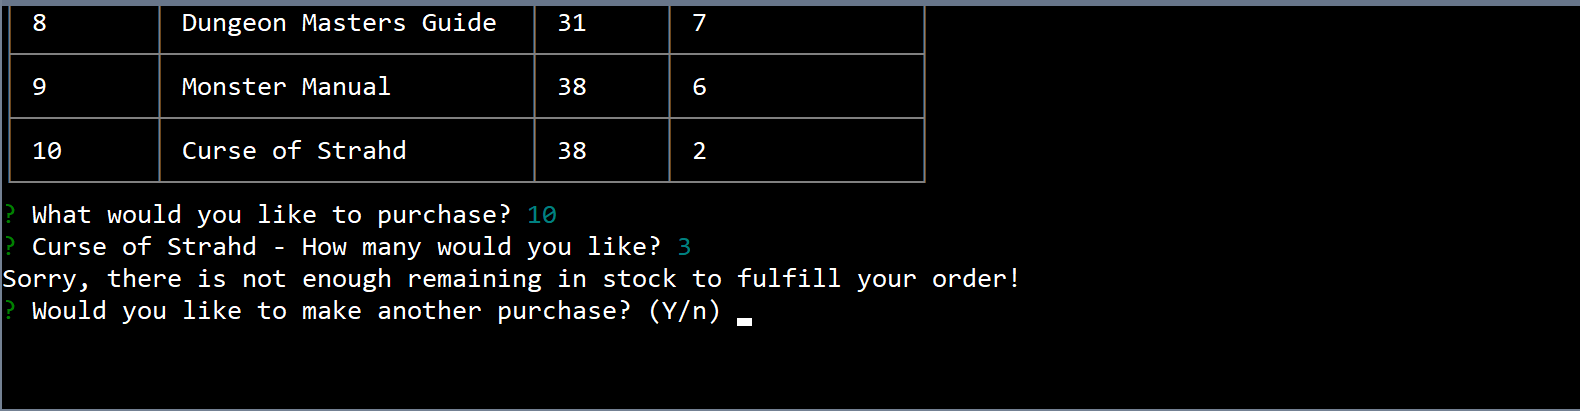 8 Dungeon Masters Guide 31 7
9 Monster Manual 38 6
10 Curse of Strahd 38 2
? What would you like to purchase? 10
? Curse of Strahd - How many would you like? 3
Sorry, there is not enough remaining in stock to fulfill your order!
? Would you like to make another purchase? (Y/n)